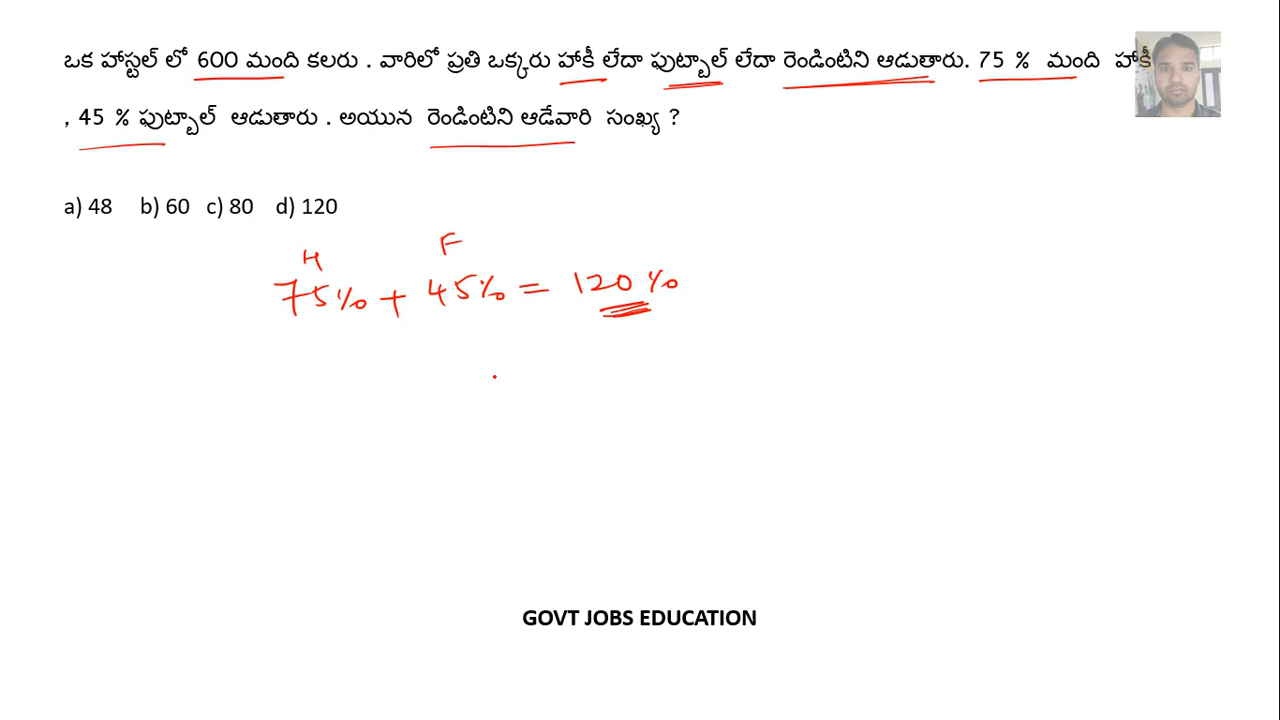 ఒక హాస్టల్ లో 600 మంది కలరు . వారిలో ప్రతి ఒక్కరు హాకీ లేదా ఫుట్బాల్ లేదా రెండింటిని ఆడుతారు. 75 % మంది హాకీ
, 45 % ఫుట్బాల్ ఆడుతారు . అయున రెండింటిని ఆడేవారి సంఖ్య ?
a) 48 b) 60 c) 80 d) 120
H F
75% + 45% = 120%
GOVT JOBS EDUCATION